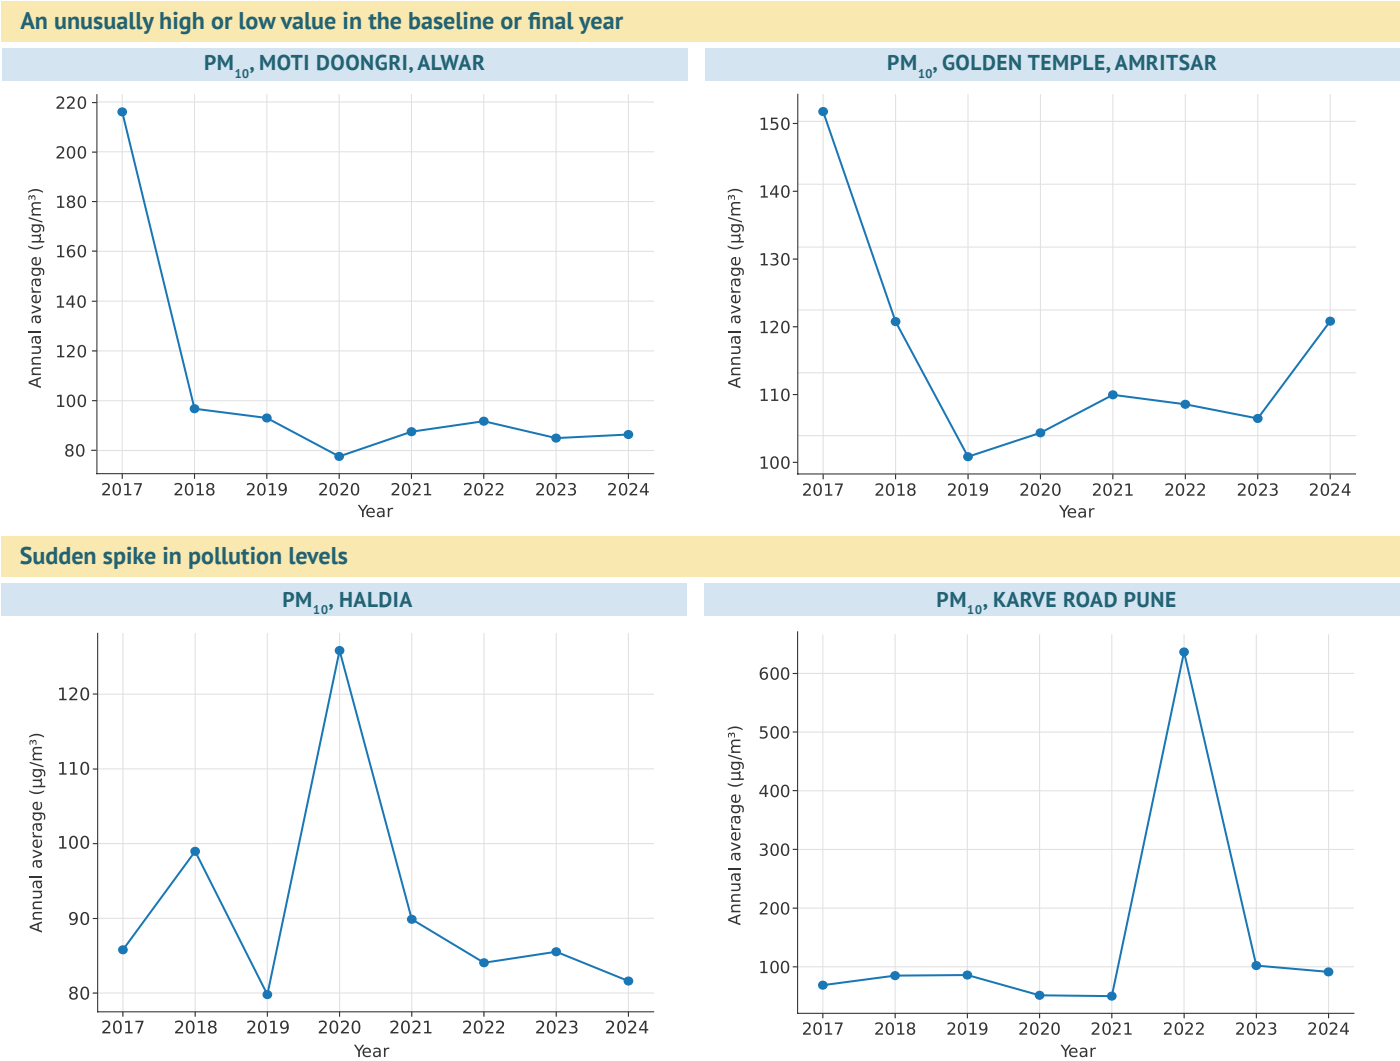 An unusually high or low value in the baseline or final year
PM10, MOTI DOONGRI, ALWAR
220
200
180
160
140
120
100
80
Annual average (µg/m³)
2017 2018 2019 2020 2021 2022 2023 2024
Year
PM10, GOLDEN TEMPLE, AMRITSAR
150
140
130
120
110
100
Annual average (µg/m³)
2017 2018 2019 2020 2021 2022 2023 2024
Year
Sudden spike in pollution levels
PM10, HALDIA
120
110
100
90
80
Annual average (µg/m³)
2017 2018 2019 2020 2021 2022 2023 2024
Year
PM10, KARVE ROAD PUNE
600
500
400
300
200
100
Annual average (µg/m³)
2017 2018 2019 2020 2021 2022 2023 2024
Year